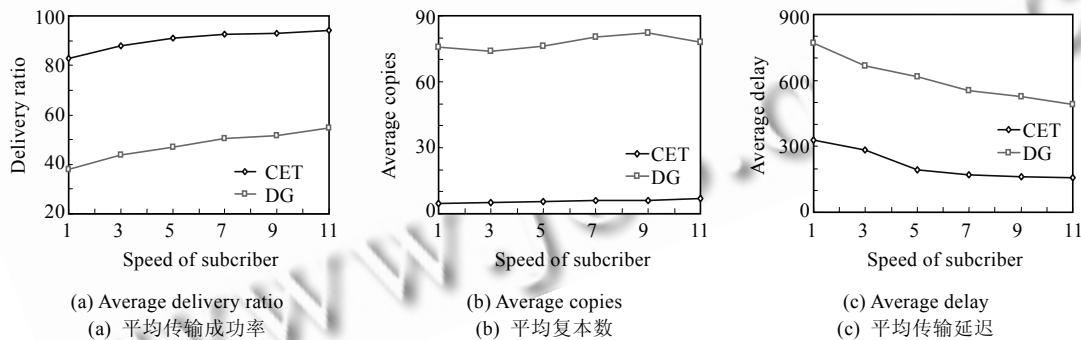 Delivery ratio
100
80
60
40
20
CET
DG
1 3 5 7 9 11
Speed of subcriber
(a) Average delivery ratio
(a) 平均传输成功率
Average copies
90
60
30
0
CET
DG
1 3 5 7 9 11
Speed of subcriber
(b) Average copies
(b) 平均复本数
Average delay
900
600
300
0
CET
DG
1 3 5 7 9 11
Speed of subcriber
(c) Average delay
(c) 平均传输延迟